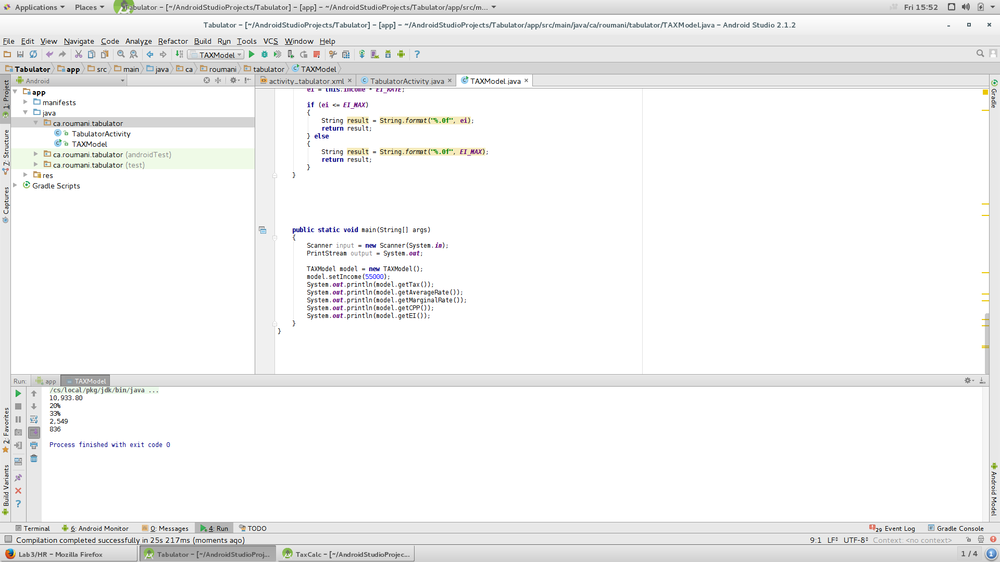 Applications Places Tabulator – [~/AndroidStudioProjects/Tabulator] – [app] – ~/AndroidStudioProjects/Tabulator/app/src/m... Fri 15:52
Tabulator – [~/AndroidStudioProjects/Tabulator] – [app] – ~/AndroidStudioProjects/Tabulator/app/src/main/java/ca/roumani/tabulator/TAXModel.java – Android Studio 2.1.2
File Edit View Navigate Code Analyze Refactor Build Run Tools VCS Window Help
TAXModel
Tabulator app src main java ca roumani tabulator TAXModel
Android
activity_tabulator.xml TabulatorActivity.java TAXModel.java
1: Project
Z: Structure
Captures
2: Favorites
Build Variants
app
manifests
java
ca.roumani.tabulator
TabulatorActivity
TAXModel
ca.roumani.tabulator (androidTest)
ca.roumani.tabulator (test)
res
Gradle Scripts
ei = this.income * EI_RATE;
if (ei <= EI_MAX)
{
String result = String.format("%.0f", ei);
return result;
} else
{
String result = String.format("%.0f", EI_MAX);
return result;
}
}
public static void main(String[] args)
{
Scanner input = new Scanner(System.in);
PrintStream output = System.out;
TAXModel model = new TAXModel();
model.setIncome(55000);
System.out.println(model.getTax());
System.out.println(model.getAverageRate());
System.out.println(model.getMarginalRate());
System.out.println(model.getCPP());
System.out.println(model.getEI());
}
}
Gradle
Android Model
Run: app TAXModel
/cs/local/pkg/jdk/bin/java ...
10,933.80
20%
33%
2,549
836
Process finished with exit code 0
Terminal 6: Android Monitor 0: Messages 4: Run TODO 29 Event Log Gradle Console
Compilation completed successfully in 25s 217ms (moments ago) 9:1 LF UTF-8 Context: <no context>
Lab3/HR – Mozilla Firefox Tabulator – [~/AndroidStudioProj... TaxCalc – [~/AndroidStudioProjec... 1 / 4 1